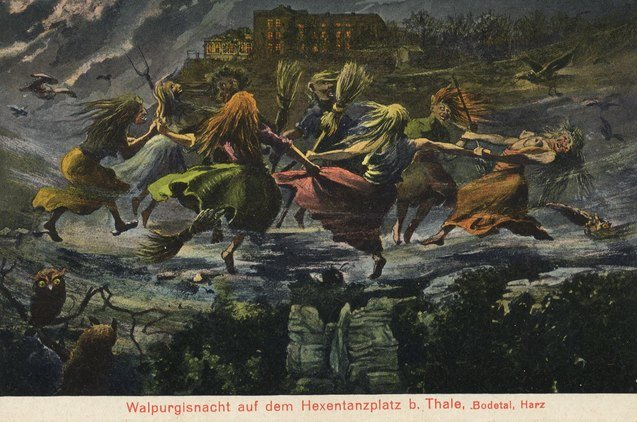 Walpurgisnacht auf dem Hexentanzplatz b. Thale, .Bodetal, Harz